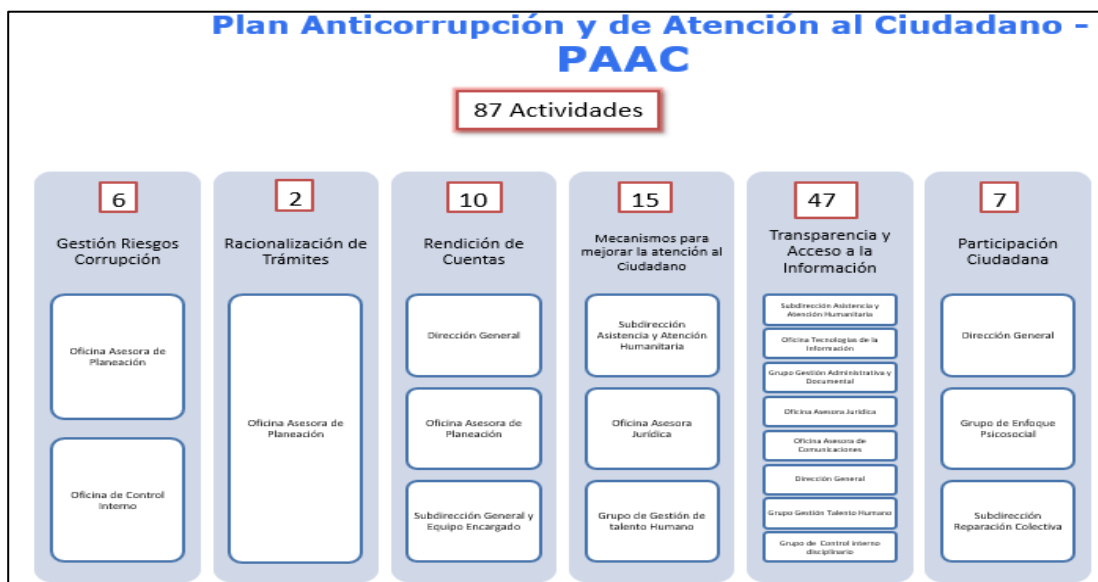 Plan Anticorrupción y de Atención al Ciudadano -
PAAC
87 Actividades
6
Gestión Riesgos
Corrupción
Oficina Asesora de
Planeación
Oficina de Control
Interno
2
Racionalización de
Trámites
Oficina Asesora de
Planeación
10
Rendición de
Cuentas
Dirección General
Oficina Asesora de
Planeación
Subdirección General y
Equipo Encargado
15
Mecanismos para
mejorar la atención al
Ciudadano
Subdirección
Asistencia y Atención
Humanitaria
Oficina Asesora
Jurídica
Grupo de Gestión de
talento Humano
47
Transparencia y
Acceso a la
Información
Subdirección Asistencia y
Atención Humanitaria
Oficina Tecnologías de la
Información
Grupo Gestión Administrativa y
Documental
Oficina Asesora Jurídica
Oficina Asesora de
Comunicaciones
Dirección General
Grupo Gestión Talento Humano
Grupo de Control interno
disciplinario
7
Participación
Ciudadana
Dirección General
Grupo de Enfoque
Psicosocial
Subdirección
Reparación Colectiva